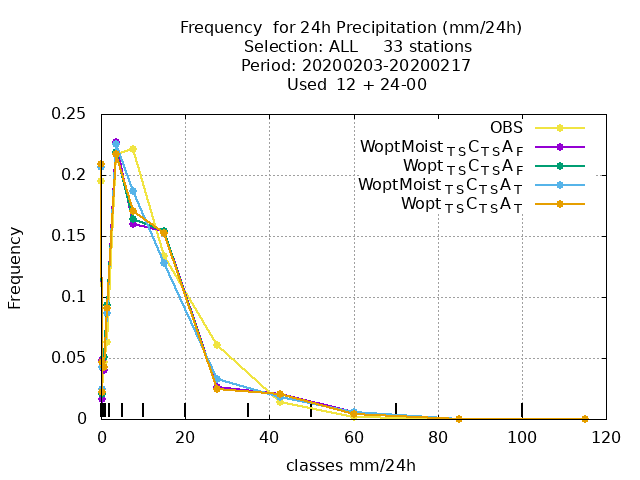 Frequency for 24h Precipitation (mm/24h)
Selection: ALL 33 stations
Period: 20200203-20200217
Used 12 + 24-00
0.25
0.2
0.15
0.1
0.05
0
Frequency
OBS
WoptMoist TS C TS A F
Wopt TS C TS A F
WoptMoist TS C TS A T
Wopt TS C TS A T
0 20 40 60 80 100 120
classes mm/24h